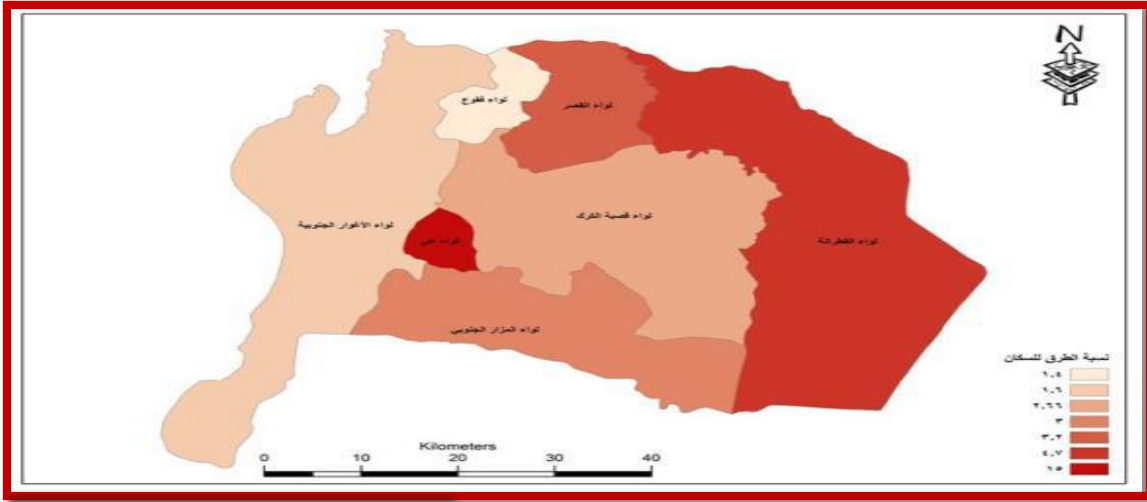 N
لواء فقوع
لواء القصر
لواء قصبة الكرك
لواء الأغوار الجنوبية
لواء عي
لواء القطرانة
لواء المزار الجنوبي
نسبة الطرق للسكان
١.٤
١.٦
٢.٦٦
٣
٣.٢
٤.٧
١٥
Kilometers
0 10 20 30 40